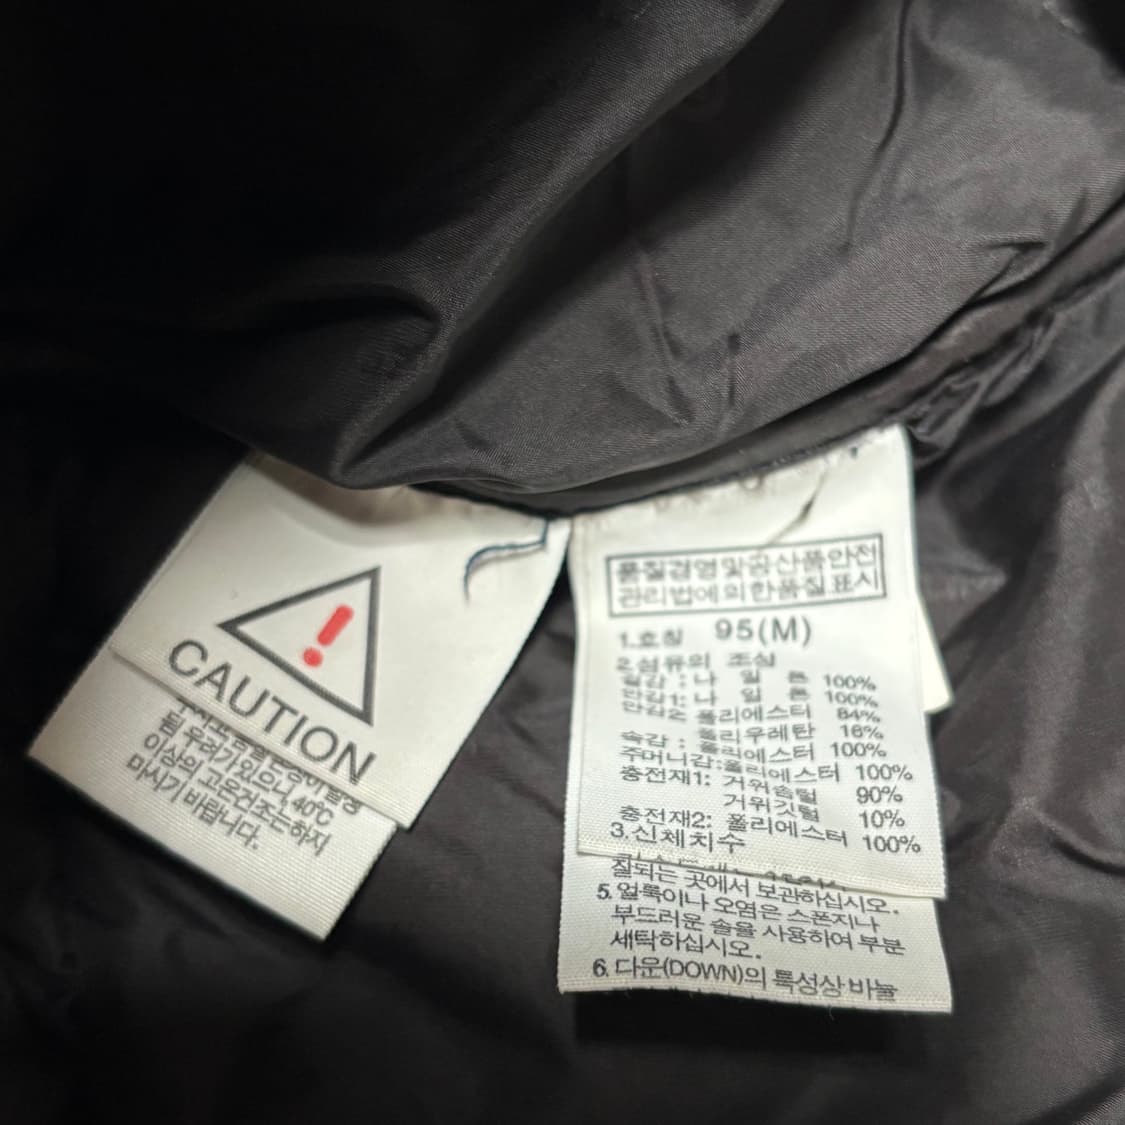 CAUTION
될 우려가있으니, 40℃
이상의 고온건조는하지
마시기 바랍니다.
품질경영및공산품안전
관리법에의한품질표시
1.호칭 95(M)
2.섬유의 조성
겉감 : 나 일 론 100%
안감1: 나 일 론 100%
안감2: 폴리에스터 84%
폴리우레탄 16%
속감 : 폴리에스터 100%
주머니감:폴리에스터 100%
충전재1: 거위솜털 90%
거위깃털 10%
충전재2: 폴리에스터 100%
3.신체치수
잘되는 곳에서 보관하십시오.
5. 얼룩이나 오염은 스폰지나
부드러운 솔을 사용하여 부분
세탁하십시오.
6. 다운(DOWN)의 특성상 바늘